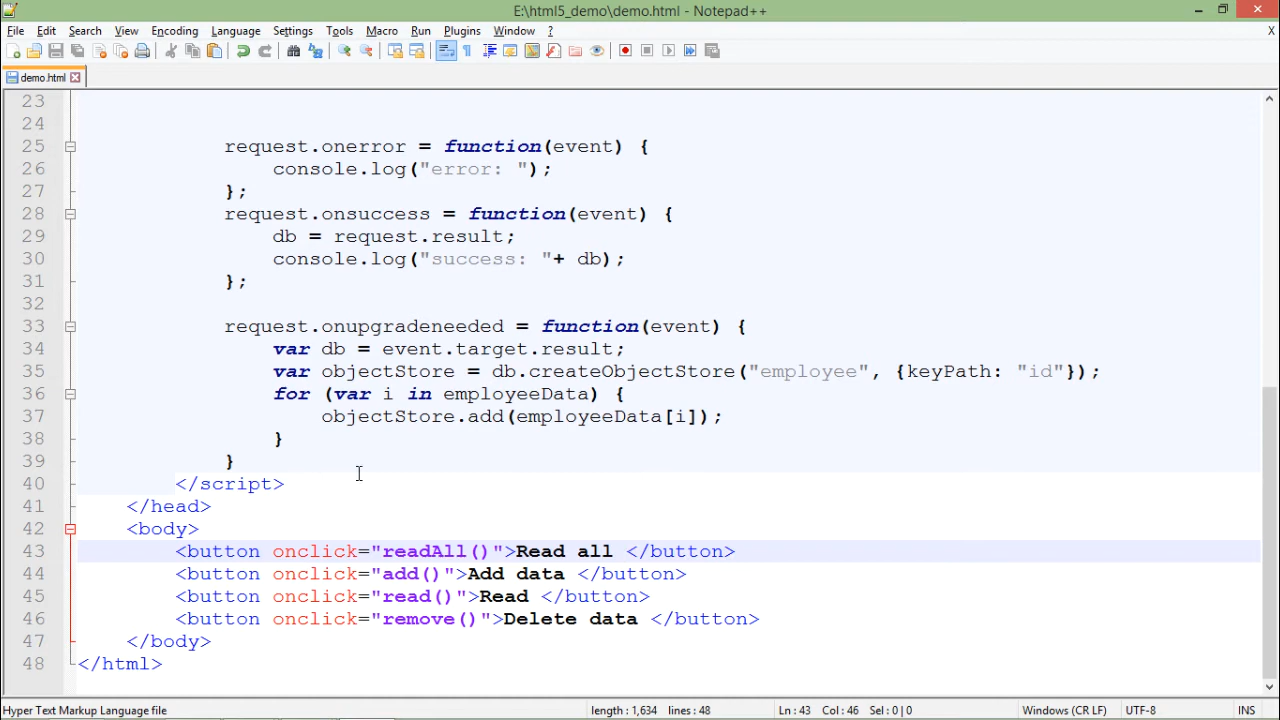 E:\html5_demo\demo.html - Notepad++
File Edit Search View Encoding Language Settings Tools Macro Run Plugins Window ? X
demo.html
23
24
25 request.onerror = function(event) {
26 console.log("error: ");
27 };
28 request.onsuccess = function(event) {
29 db = request.result;
30 console.log("success: "+ db);
31 };
32
33 request.onupgradeneeded = function(event) {
34 var db = event.target.result;
35 var objectStore = db.createObjectStore("employee", {keyPath: "id"});
36 for (var i in employeeData) {
37 objectStore.add(employeeData[i]);
38 }
39 }
40 </script>
41 </head>
42 <body>
43 <button onclick="readAll()">Read all </button>
44 <button onclick="add()">Add data </button>
45 <button onclick="read()">Read </button>
46 <button onclick="remove()">Delete data </button>
47 </body>
48 </html>
Hyper Text Markup Language file length : 1,634 lines : 48 Ln : 43 Col : 46 Sel : 0 | 0 Windows (CR LF) UTF-8 INS